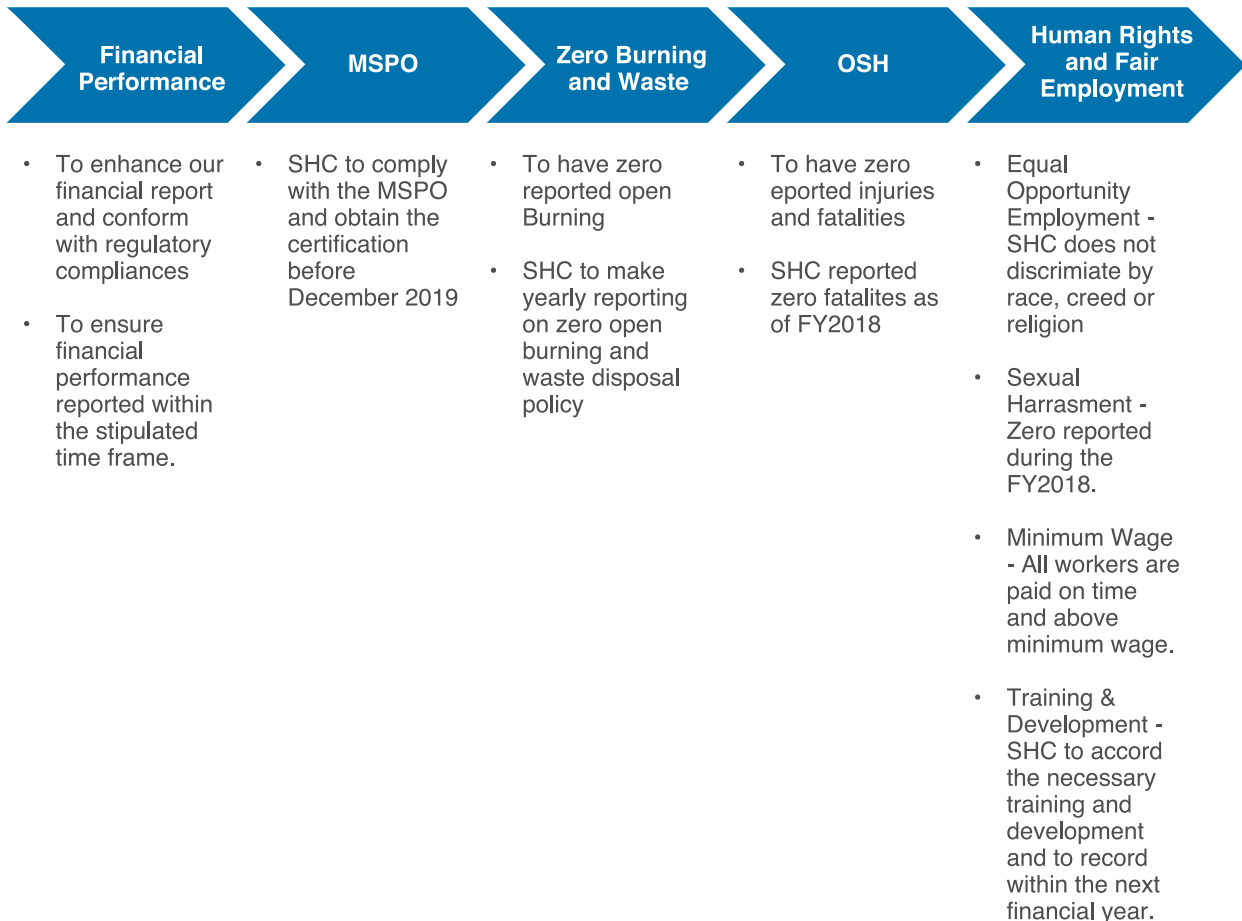 Financial
Performance
MSPO
Zero Burning
and Waste
OSH
Human Rights
and Fair
Employment
• To enhance our
financial report
and conform
with regulatory
compliances
• To ensure
financial
performance
reported within
the stipulated
time frame.
• SHC to comply
with the MSPO
and obtain the
certification
before
December 2019
• To have zero
reported open
Burning
• SHC to make
yearly reporting
on zero open
burning and
waste disposal
policy
• To have zero
eported injuries
and fatalities
• SHC reported
zero fatalites as
of FY2018
• Equal
Opportunity
Employment -
SHC does not
discrimiate by
race, creed or
religion
• Sexual
Harrasment -
Zero reported
during the
FY2018.
• Minimum Wage
- All workers are
paid on time
and above
minimum wage.
• Training &
Development -
SHC to accord
the necessary
training and
development
and to record
within the next
financial year.